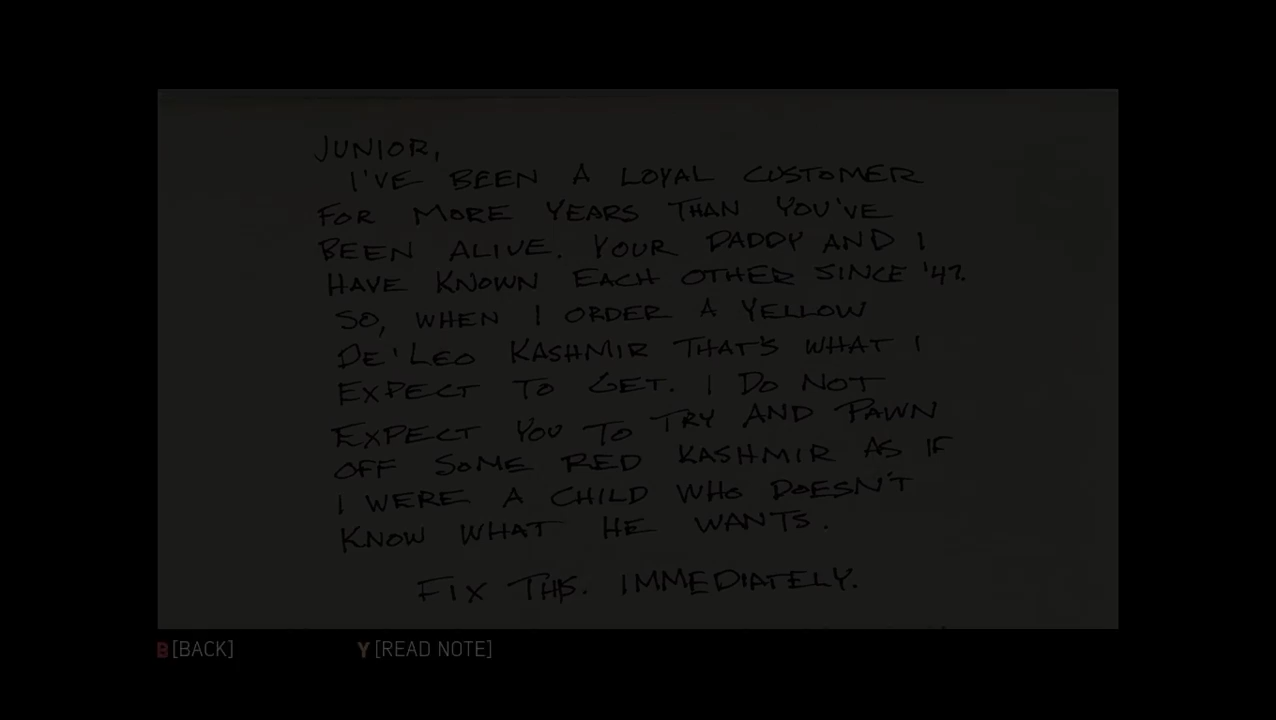 JUNIOR,
I'VE BEEN A LOYAL CUSTOMER
FOR MORE YEARS THAN YOU'VE
BEEN ALIVE. YOUR DADDY AND I
HAVE KNOWN EACH OTHER SINCE '47.
SO, WHEN I ORDER A YELLOW
DE'LEO KASHMIR THAT'S WHAT I
EXPECT TO GET. I DO NOT
EXPECT YOU TO TRY AND PAWN
OFF SOME RED KASHMIR AS IF
I WERE A CHILD WHO DOESN'T
KNOW WHAT HE WANTS.
FIX THIS. IMMEDIATELY.
B[BACK] Y[READ NOTE]